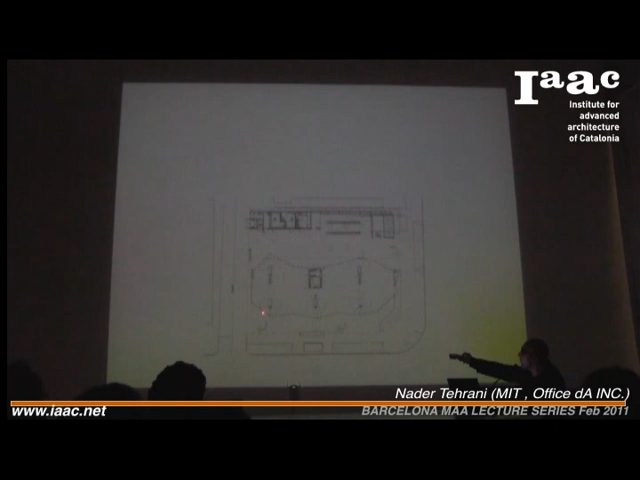 Iaac
Institute for
advanced
architecture
of Catalonia
Nader Tehrani (MIT , Office dA INC.)
www.iaac.net
BARCELONA MAA LECTURE SERIES Feb 2011